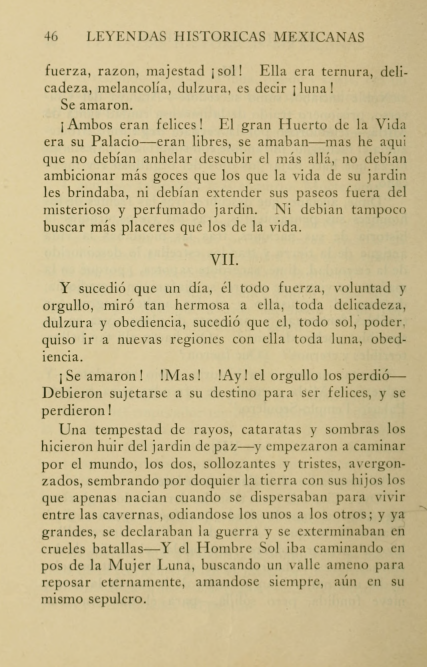 46 LEYENDAS HISTORICAS MEXICANAS
fuerza, razon, majestad ¡sol! Ella era ternura, deli-
cadeza, melancolía, dulzura, es decir ¡luna!
Se amaron.
¡Ambos eran felices! El gran Huerto de la Vida
era su Palacio—eran libres, se amaban—mas he aqui
que no debían anhelar descubir el más allá, no debían
ambicionar más goces que los que la vida de su jardin
les brindaba, ni debían extender sus paseos fuera del
misterioso y perfumado jardin. Ni debian tampoco
buscar más placeres que los de la vida.
VII.
Y sucedió que un día, él todo fuerza, voluntad y
orgullo, miró tan hermosa a ella, toda delicadeza,
dulzura y obediencia, sucedió que el, todo sol, poder.
quiso ir a nuevas regiones con ella toda luna, obed-
iencia.
¡Se amaron! !Mas! !Ay! el orgullo los perdió—
Debieron sujetarse a su destino para ser felices, y se
perdieron!
Una tempestad de rayos, cataratas y sombras los
hicieron huir del jardin de paz—y empezaron a caminar
por el mundo, los dos, sollozantes y tristes, avergon-
zados, sembrando por doquier la tierra con sus hijos los
que apenas nacian cuando se dispersaban para vivir
entre las cavernas, odiandose los unos a los otros; y ya
grandes, se declaraban la guerra y se exterminaban en
crueles batallas—Y el Hombre Sol iba caminando en
pos de la Mujer Luna, buscando un valle ameno para
reposar eternamente, amandose siempre, aún en su
mismo sepulcro.